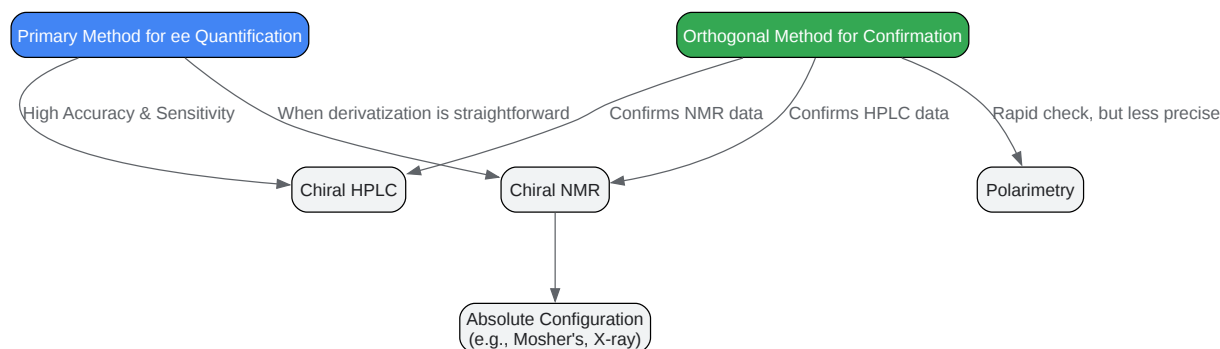 Primary Method for ee Quantification
Orthogonal Method for Confirmation
High Accuracy & Sensitivity
When derivatization is straightforward
Confirms NMR data
Confirms HPLC data
Rapid check, but less precise
Chiral HPLC
Chiral NMR
Polarimetry
Absolute Configuration
(e.g., Mosher's, X-ray)